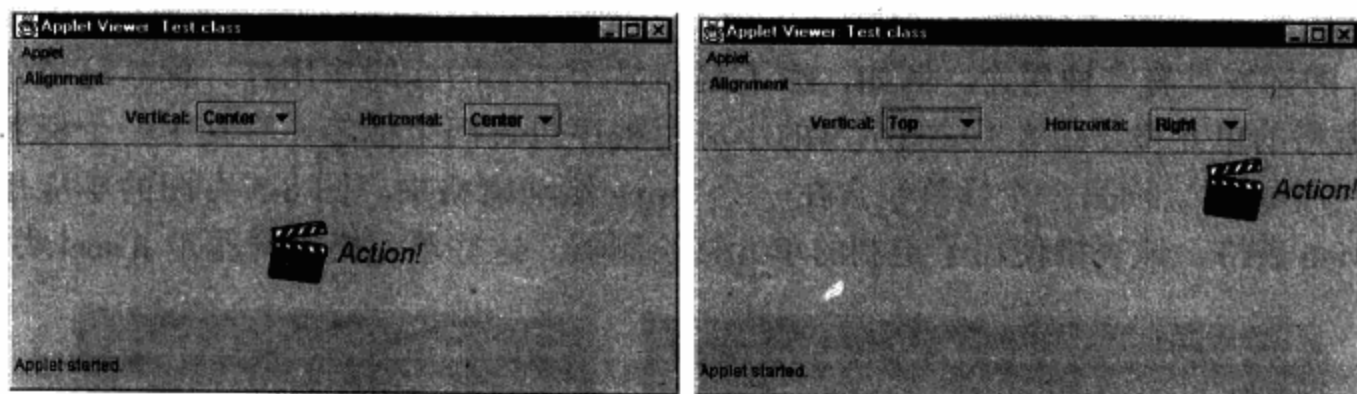 Applet Viewer Test class
Applet
Alignment
Vertical: Center Horizontal: Center
Action!
Applet started.
Applet Viewer Test class
Applet
Alignment
Vertical: Top Horizontal: Right
Action!
Applet started.